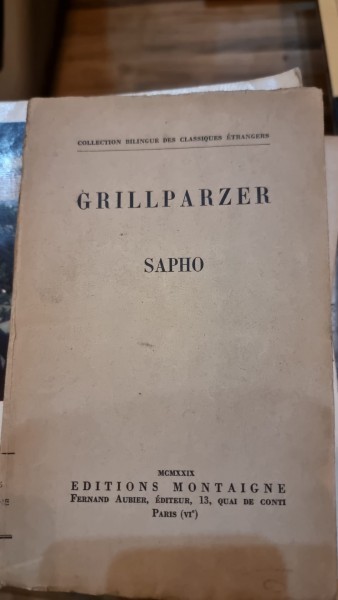 COLLECTION BILINGUE DES CLASSIQUES ÉTRANGERS
GRILLPARZER
SAPHO
MCMXXIX
EDITIONS MONTAIGNE
FERNAND AUBIER, ÉDITEUR, 13, QUAI DE CONTI
PARIS (VIe)